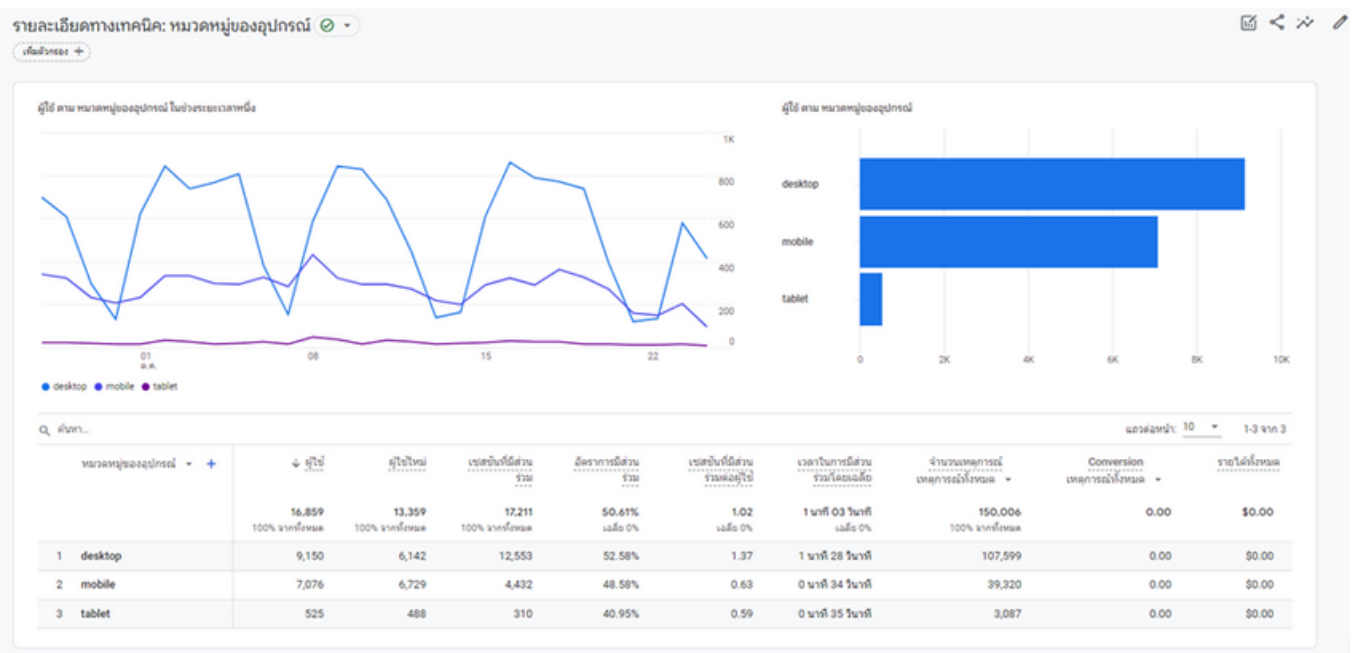 รายละเอียดทางเทคนิค: หมวดหมู่ของอุปกรณ์
เพิ่มตัวกรอง +
ผู้ใช้ ตาม หมวดหมู่ของอุปกรณ์ ในช่วงระยะเวลาหนึ่ง
1K
800
600
400
200
0
01
ต.ค.
08
15
22
desktop mobile tablet
ผู้ใช้ ตาม หมวดหมู่ของอุปกรณ์
desktop
mobile
tablet
0 2K 4K 6K 8K 10K
ค้นหา...
แถวต่อหน้า: 10 1-3 จาก 3
หมวดหมู่ของอุปกรณ์ + ↓ ผู้ใช้ ผู้ใช้ใหม่ เซสชันที่มีส่วนร่วม อัตราการมีส่วนร่วม เซสชันที่มีส่วนร่วมต่อผู้ใช้ เวลาในการมีส่วนร่วมโดยเฉลี่ย จำนวนเหตุการณ์ Conversion รายได้ทั้งหมด
เหตุการณ์ทั้งหมด เหตุการณ์ทั้งหมด
16,859 13,359 17,211 50.61% 1.02 1 นาที 03 วินาที 150,006 0.00 $0.00
100% จากทั้งหมด 100% จากทั้งหมด 100% จากทั้งหมด เฉลี่ย 0% เฉลี่ย 0% เฉลี่ย 0% 100% จากทั้งหมด
1 desktop 9,150 6,142 12,553 52.58% 1.37 1 นาที 28 วินาที 107,599 0.00 $0.00
2 mobile 7,076 6,729 4,432 48.58% 0.63 0 นาที 34 วินาที 39,320 0.00 $0.00
3 tablet 525 488 310 40.95% 0.59 0 นาที 35 วินาที 3,087 0.00 $0.00